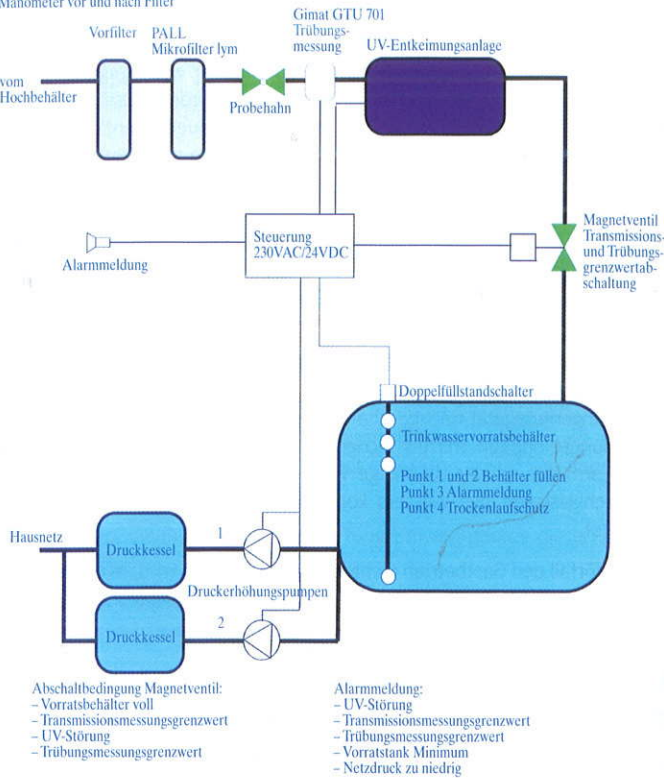 Manometer vor und nach Filter
Gimat GTU 701
Trübungs-
messung
Vorfilter
PALL
Mikrofilter lym
UV-Entkeimungsanlage
vom
Hochbehälter
Probehahn
Steuerung
230VAC/24VDC
Alarmmeldung
Magnetventil
Transmissions-
und Trübungs-
grenzwertab-
schaltung
Doppelfüllstandschalter
Trinkwasservorratsbehälter
Punkt 1 und 2 Behälter füllen
Punkt 3 Alarmmeldung
Punkt 4 Trockenlaufschutz
Hausnetz
Druckkessel
1
Druckerhöhungspumpen
Druckkessel
2
Abschaltbedingung Magnetventil:
– Vorratsbehälter voll
– Transmissionsmessungsgrenzwert
– UV-Störung
– Trübungsmessungsgrenzwert
Alarmmeldung:
– UV-Störung
– Transmissionsmessungsgrenzwert
– Trübungsmessungsgrenzwert
– Vorratstank Minimum
– Netzdruck zu niedrig